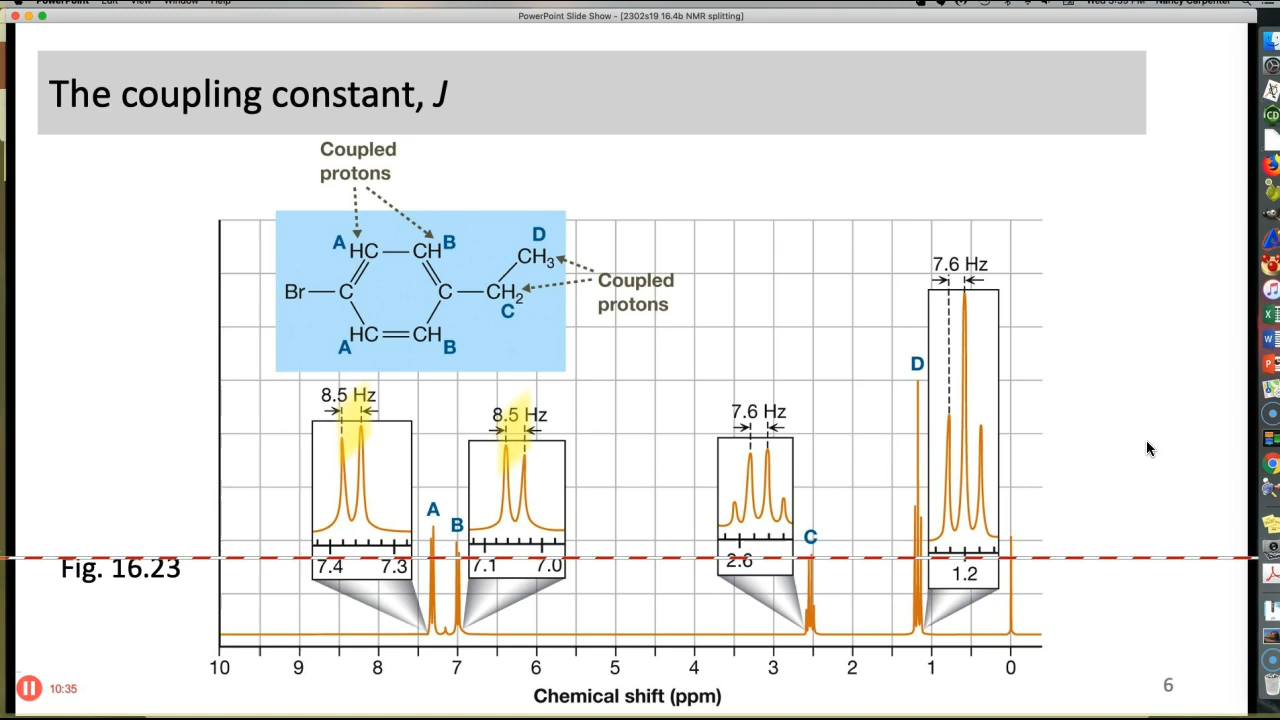 PowerPoint Slide Show - [2302s19 16.4b NMR splitting]
The coupling constant, J
Coupled
protons
A HC CH B
D
CH3
Br C C CH2
C
Coupled
protons
A HC CH B
7.6 Hz
D
8.5 Hz
8.5 Hz
7.6 Hz
A
B
C
Fig. 16.23
7.4 7.3
7.1 7.0
2.6
1.2
10 9 8 7 6 5 4 3 2 1 0
Chemical shift (ppm)
10:35
6